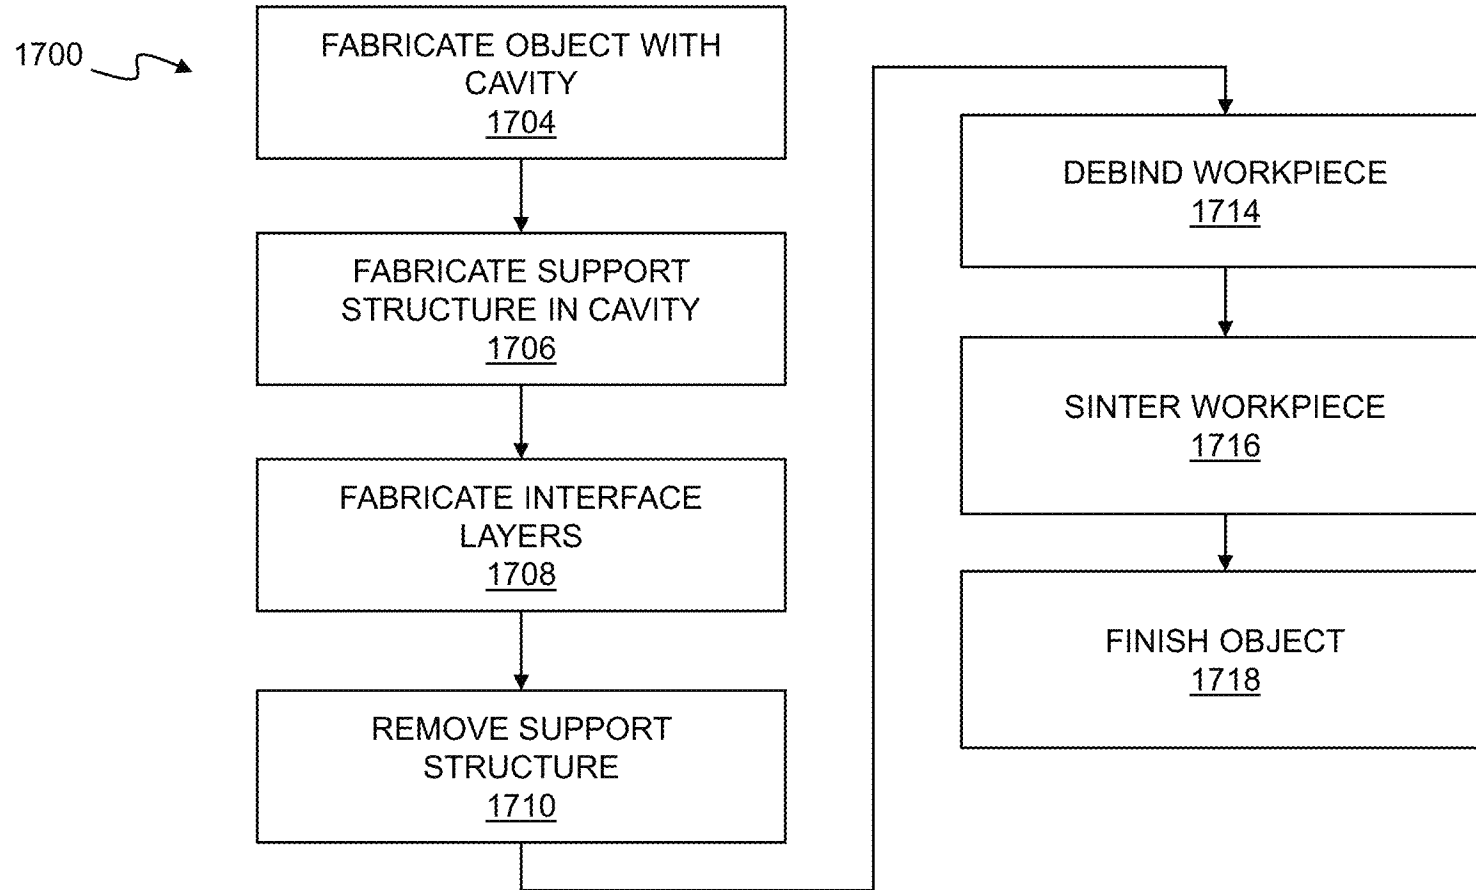 1700
FABRICATE OBJECT WITH
CAVITY
1704
FABRICATE SUPPORT
STRUCTURE IN CAVITY
1706
FABRICATE INTERFACE
LAYERS
1708
REMOVE SUPPORT
STRUCTURE
1710
DEBIND WORKPIECE
1714
SINTER WORKPIECE
1716
FINISH OBJECT
1718